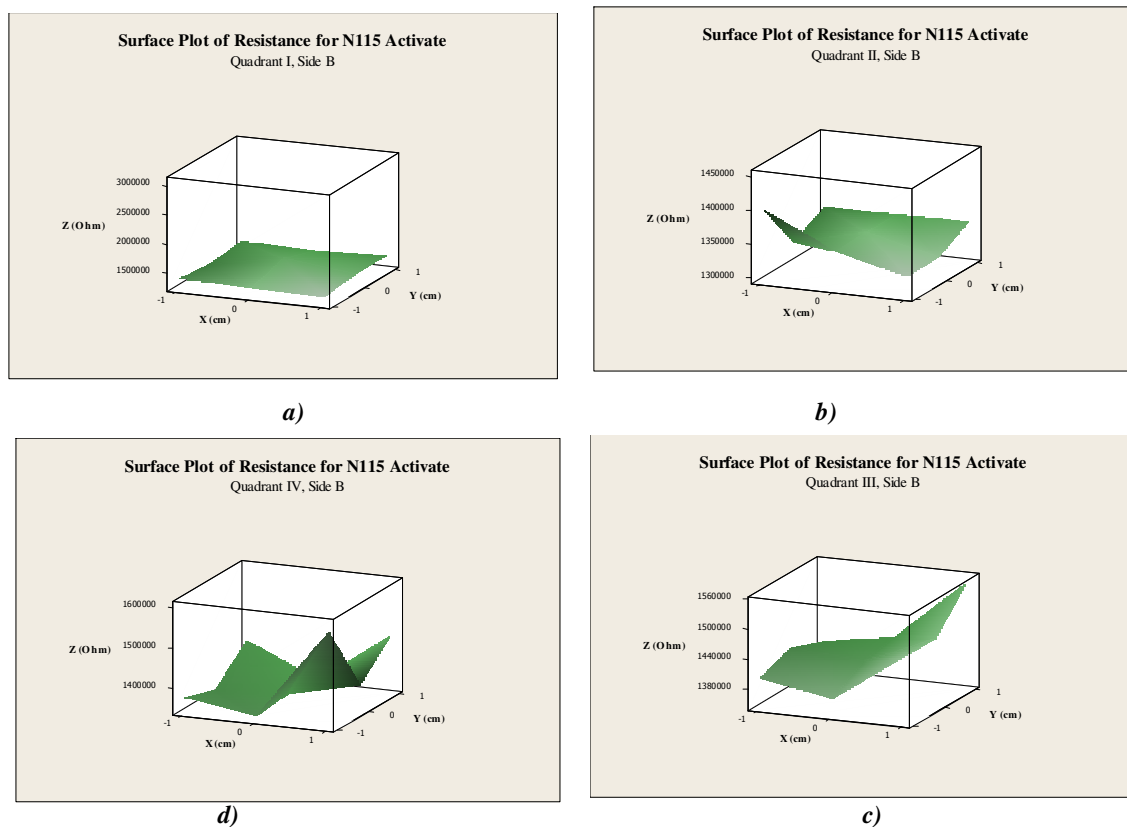 Surface Plot of Resistance for N115 Activate
Quadrant I, Side B
3000000
2500000
Z (Ohm)
2000000
1500000
-1
0
X (cm)
1
-1
0
Y (cm)
1
a)
Surface Plot of Resistance for N115 Activate
Quadrant II, Side B
1450000
1400000
Z (Ohm)
1350000
1300000
-1
0
X (cm)
1
-1
0
Y (cm)
1
b)
Surface Plot of Resistance for N115 Activate
Quadrant IV, Side B
1600000
Z (Ohm)
1500000
1400000
-1
0
X (cm)
1
-1
0
Y (cm)
1
d)
Surface Plot of Resistance for N115 Activate
Quadrant III, Side B
1560000
1500000
Z (Ohm)
1440000
1380000
-1
0
X (cm)
1
-1
0
Y (cm)
1
c)